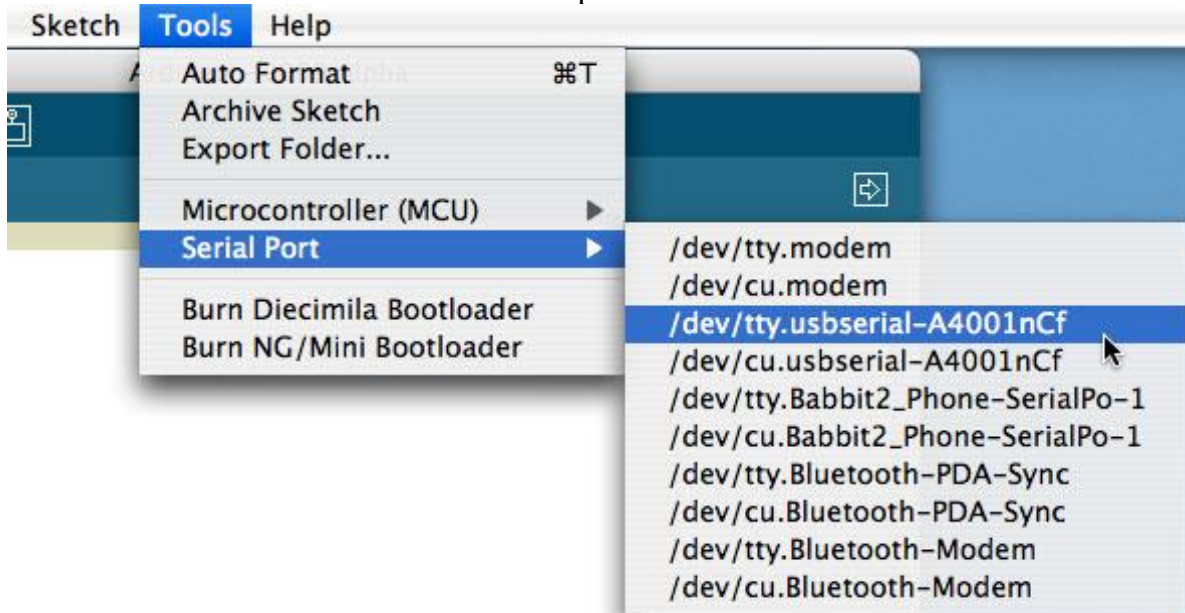 Sketch Tools Help
Auto Format ⌘T
Archive Sketch
Export Folder...
Microcontroller (MCU)
Serial Port
Burn Diecimila Bootloader
Burn NG/Mini Bootloader
/dev/tty.modem
/dev/cu.modem
/dev/tty.usbserial-A4001nCf
/dev/cu.usbserial-A4001nCf
/dev/tty.Babbit2_Phone-SerialPo-1
/dev/cu.Babbit2_Phone-SerialPo-1
/dev/tty.Bluetooth-PDA-Sync
/dev/cu.Bluetooth-PDA-Sync
/dev/tty.Bluetooth-Modem
/dev/cu.Bluetooth-Modem